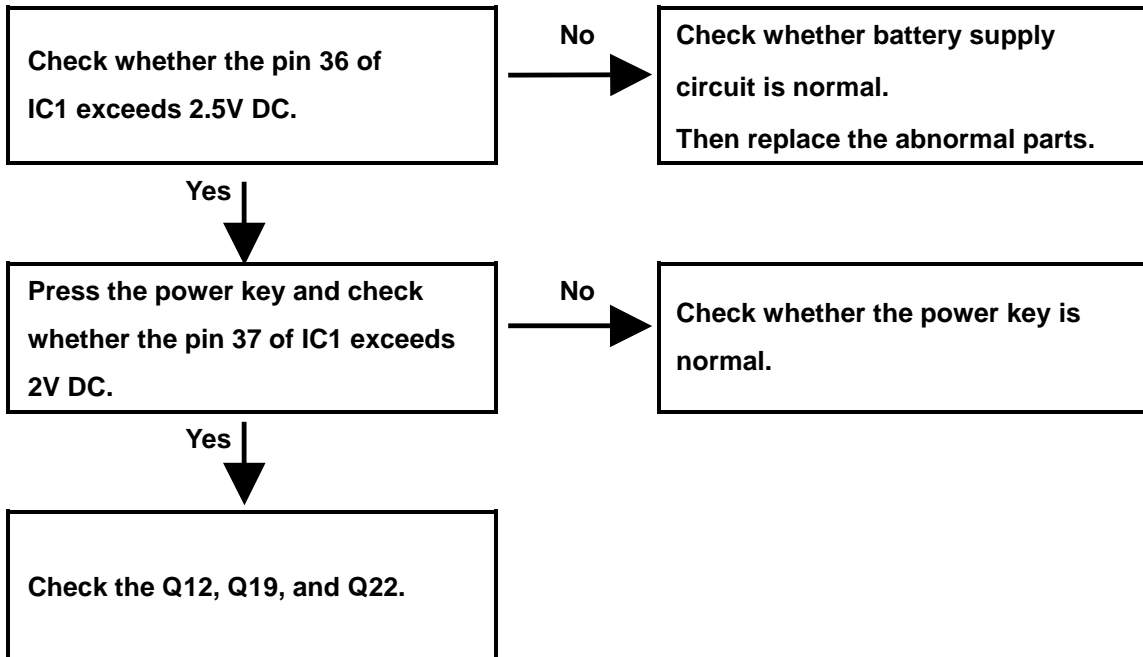 Check whether the pin 36 of
IC1 exceeds 2.5V DC.
No
Check whether battery supply
circuit is normal.
Then replace the abnormal parts.
Yes
Press the power key and check
whether the pin 37 of IC1 exceeds
2V DC.
No
Check whether the power key is
normal.
Yes
Check the Q12, Q19, and Q22.